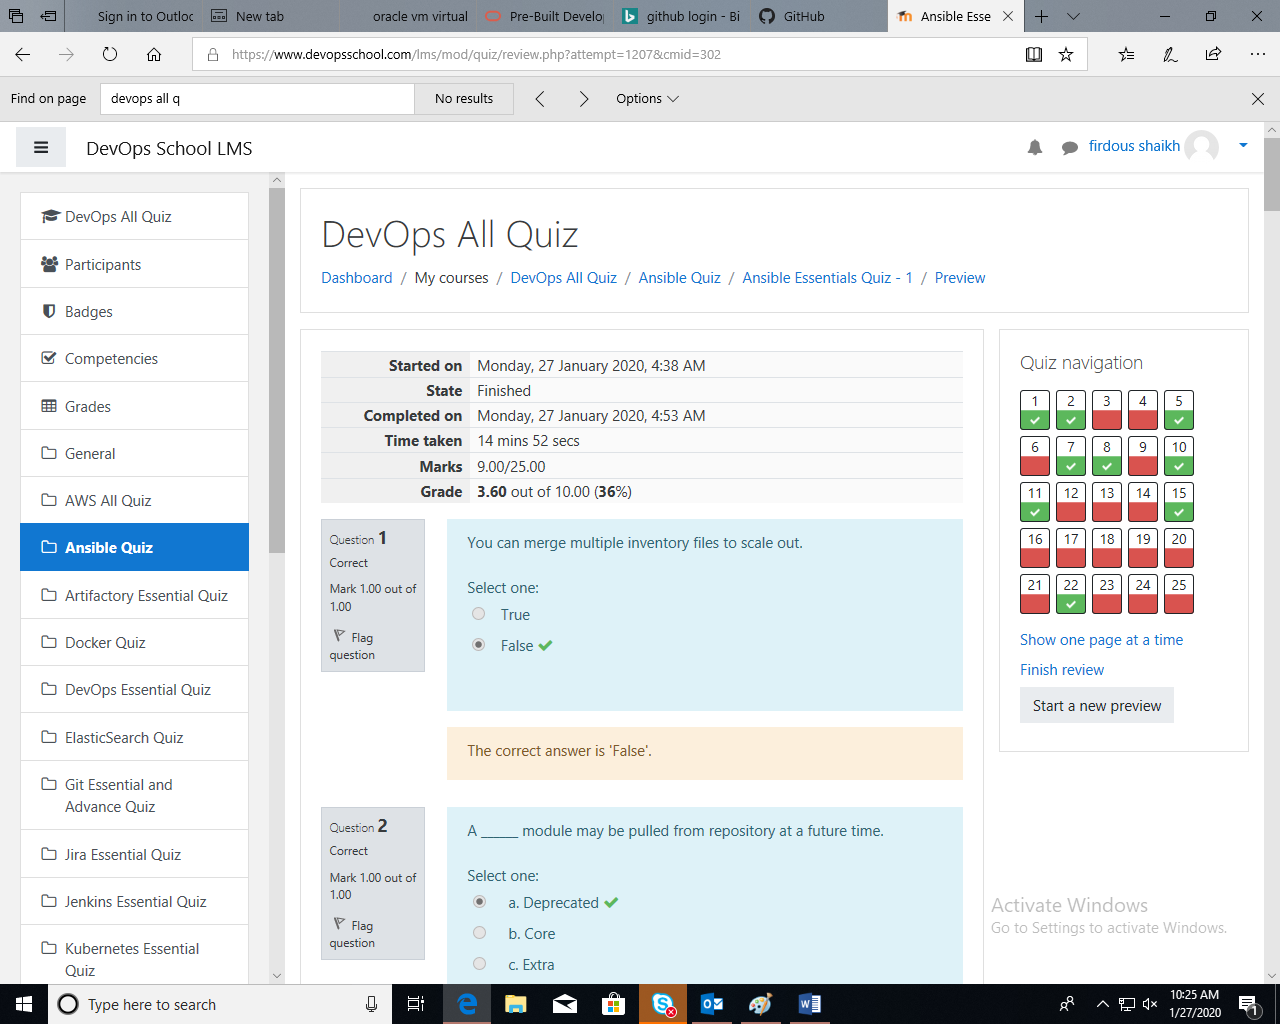 Sign in to Outloc
New tab
oracle vm virtual
Pre-Built Develo
github login - Bi
GitHub
Ansible Esse
https://www.devopsschool.com/lms/mod/quiz/review.php?attempt=1207&cmid=302
Find on page
devops all q
No results
Options
DevOps School LMS
firdous shaikh
DevOps All Quiz
Participants
Badges
Competencies
Grades
General
AWS All Quiz
Ansible Quiz
Artifactory Essential Quiz
Docker Quiz
DevOps Essential Quiz
ElasticSearch Quiz
Git Essential and
Advance Quiz
Jira Essential Quiz
Jenkins Essential Quiz
Kubernetes Essential
Quiz
DevOps All Quiz
Dashboard / My courses / DevOps All Quiz / Ansible Quiz / Ansible Essentials Quiz - 1 / Preview
Started on Monday, 27 January 2020, 4:38 AM
State Finished
Completed on Monday, 27 January 2020, 4:53 AM
Time taken 14 mins 52 secs
Marks 9.00/25.00
Grade 3.60 out of 10.00 (36%)
Question 1
Correct
Mark 1.00 out of
1.00
Flag
question
You can merge multiple inventory files to scale out.
Select one:
True
False
The correct answer is 'False'.
Question 2
Correct
Mark 1.00 out of
1.00
Flag
question
A _____ module may be pulled from repository at a future time.
Select one:
a. Deprecated
b. Core
c. Extra
Quiz navigation
1 2 3 4 5
6 7 8 9 10
11 12 13 14 15
16 17 18 19 20
21 22 23 24 25
Show one page at a time
Finish review
Start a new preview
Activate Windows
Go to Settings to activate Windows.
Type here to search
10:25 AM
1/27/2020
1